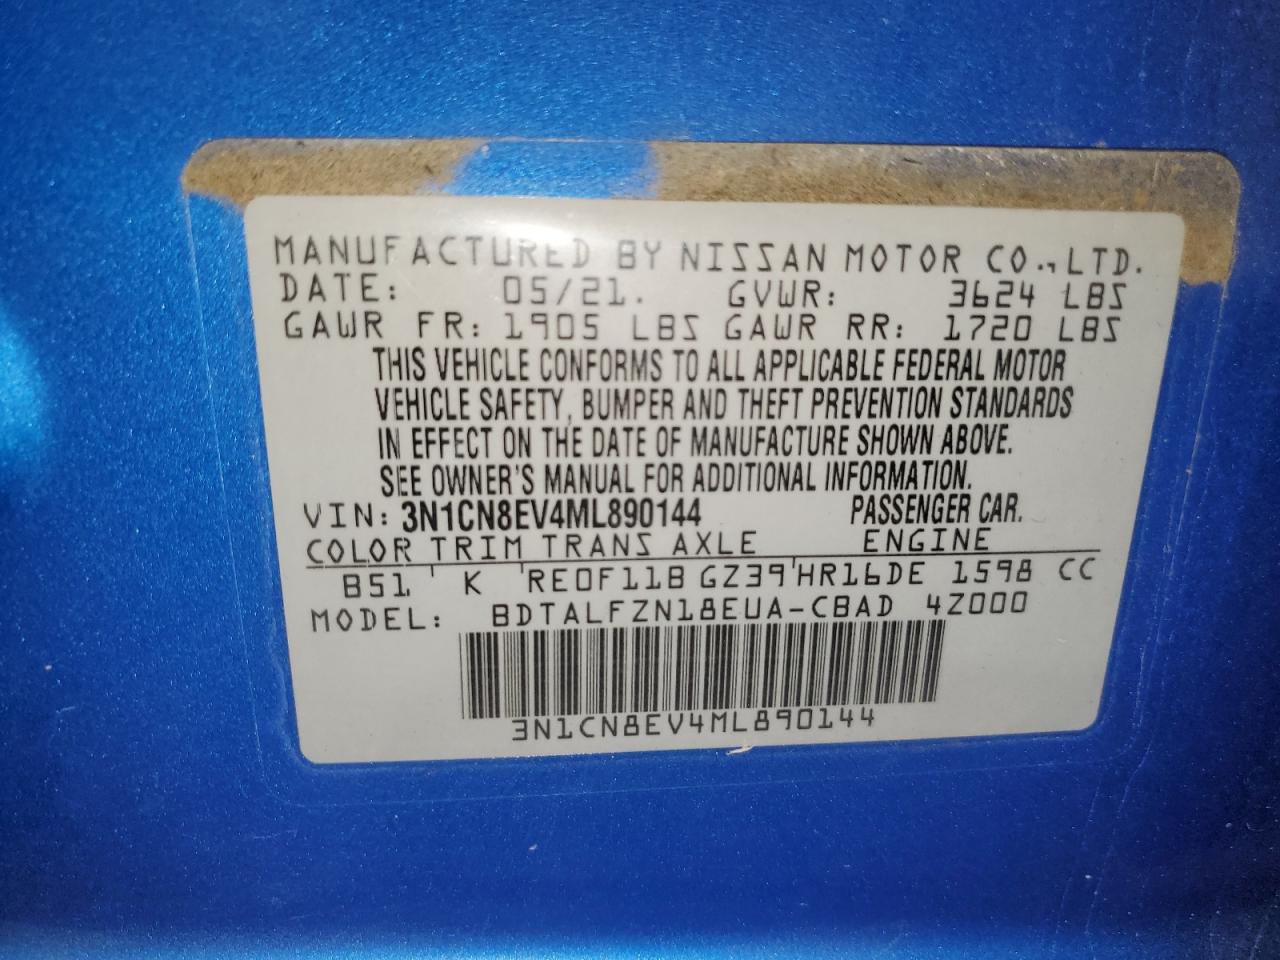 MANUFACTURED BY NISSAN MOTOR CO., LTD.
DATE: 05/21. GVWR: 3624 LBS
GAWR FR: 1905 LBS GAWR RR: 1720 LBS
THIS VEHICLE CONFORMS TO ALL APPLICABLE FEDERAL MOTOR
VEHICLE SAFETY, BUMPER AND THEFT PREVENTION STANDARDS
IN EFFECT ON THE DATE OF MANUFACTURE SHOWN ABOVE.
SEE OWNER'S MANUAL FOR ADDITIONAL INFORMATION.
VIN: 3N1CN8EV4ML890144 PASSENGER CAR.
COLOR TRIM TRANS AXLE ENGINE
B51 K RE0F11B GZ39 HR16DE 1598 CC
MODEL: BDTALFZN18EUA-CBAD 4Z000
3N1CN8EV4ML890144